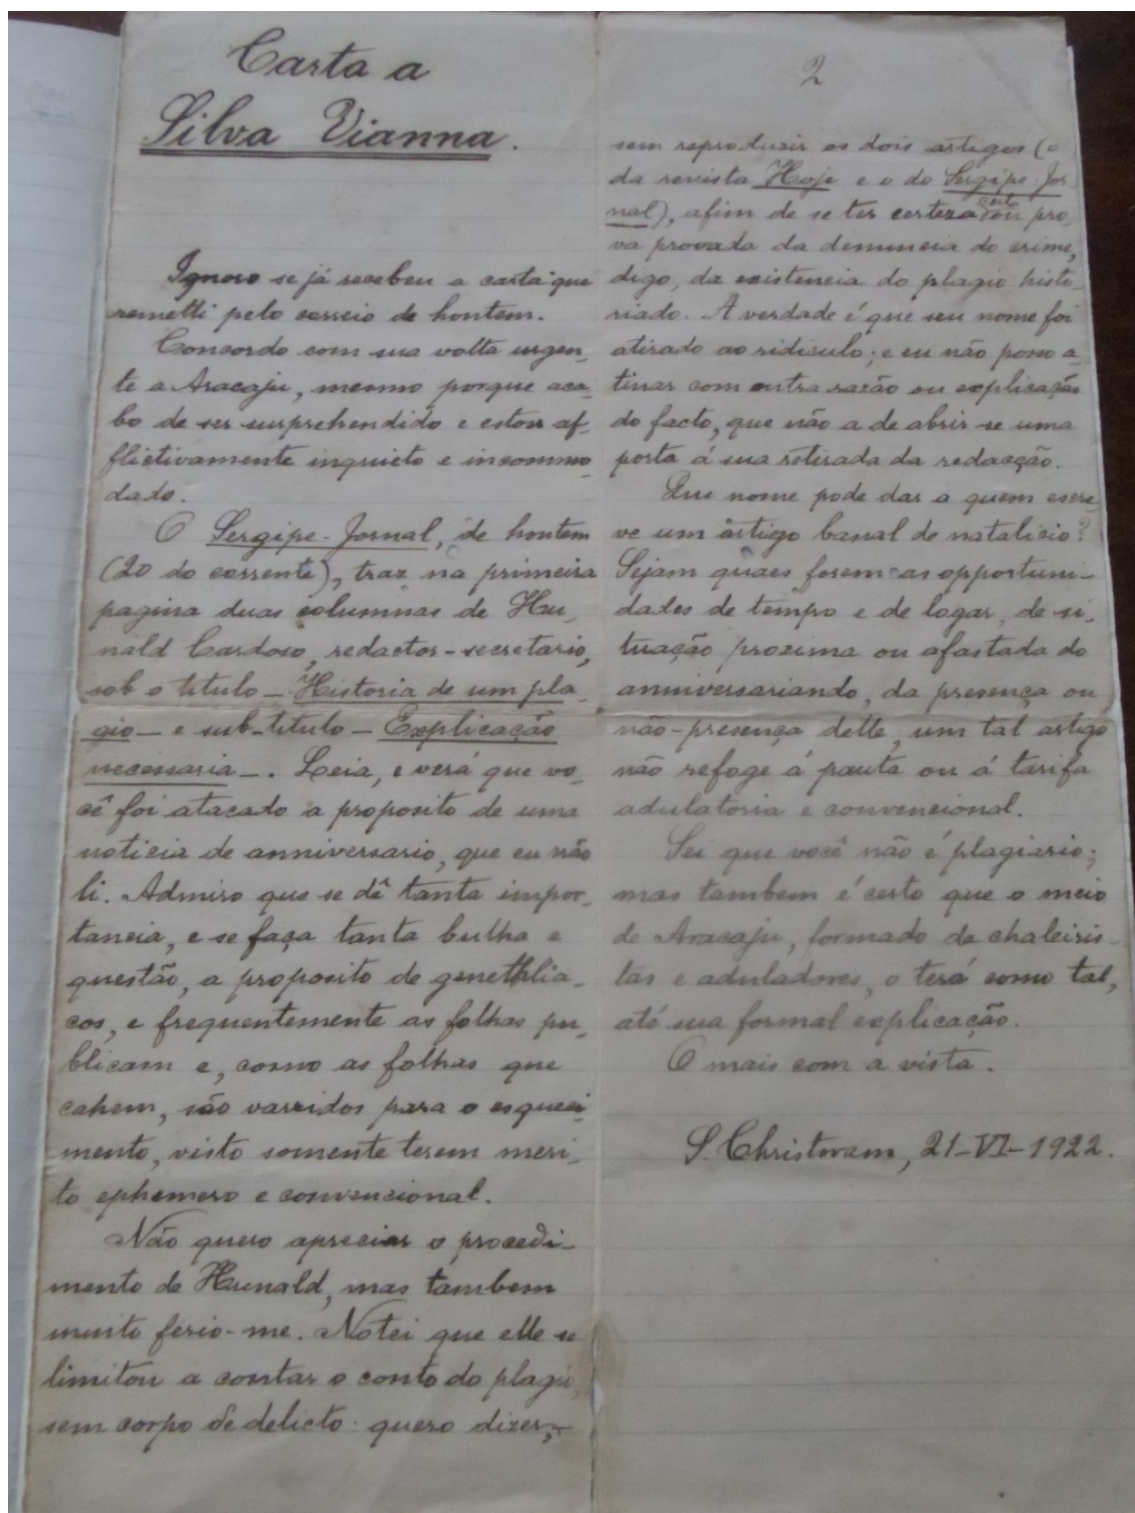 Carta a
Silva Vianna.
Ignoro se já recebeu a carta que
remetti pelo correio de hontem.
Concordo com sua volta urgen-
te a Aracaju, mesmo porque aca-
bo de ser surprehendido e estou af-
flictivamente inquieto e incommo-
dado.
O Sergipe-Jornal, de hontem
(20 do corrente), traz na primeira
pagina duas columnas de Hu-
nald Cardoso, redactor-secretario,
sob o titulo – Historia de um pla-
gio – e sub-titulo – Explicação
necessaria –. Leia, e verá que vo-
cê foi atacado a proposito de uma
noticia de anniversario, que eu não
li. Admiro que se dê tanta impor-
tancia, e se faça tanta bulha e
questão, a proposito de genethlia-
cos, e frequentemente as folhas pu-
blicam e, como as folhas que
cahem, são varridos para o esqueci-
mento, visto somente terem meri-
to ephemero e convencional.
Não quero apreciar o procedi-
mento de Hunald, mas tambem
muito ferio-me. Notei que elle se
limitou a contar o conto do plagio,
sem corpo de delicto: quero dizer,
2
sem reproduzir os dois artigos (o
da revista Hoje e o do Sergipe-Jor-
nal), afim de se ter certeza ou pro-
va provada da denuncia do crime,
digo, da existencia do plagio histo-
riado. A verdade é que seu nome foi
atirado ao ridiculo; e eu não posso a-
tinar com outra razão ou explicação
do facto, que não a de abrir-se uma
porta á sua retirada da redacção.
Que nome pode dar a quem escre-
ve um artigo banal de natalicio?
Sejam quaes forem as opportuni-
dades de tempo e de logar, de si-
tuação proxima ou afastada do
anniversariando, da presença ou
não-presença delle, um tal artigo
não refoge á pauta ou á tarifa
adulatoria e convencional.
Sei que você não é plagiario;
mas tambem é certo que o meio
de Aracaju, formado de chaleiris-
tas e aduladores, o terá como tal,
até sua formal explicação.
O mais com a vista.
S. Christovam, 21-VI-1922.